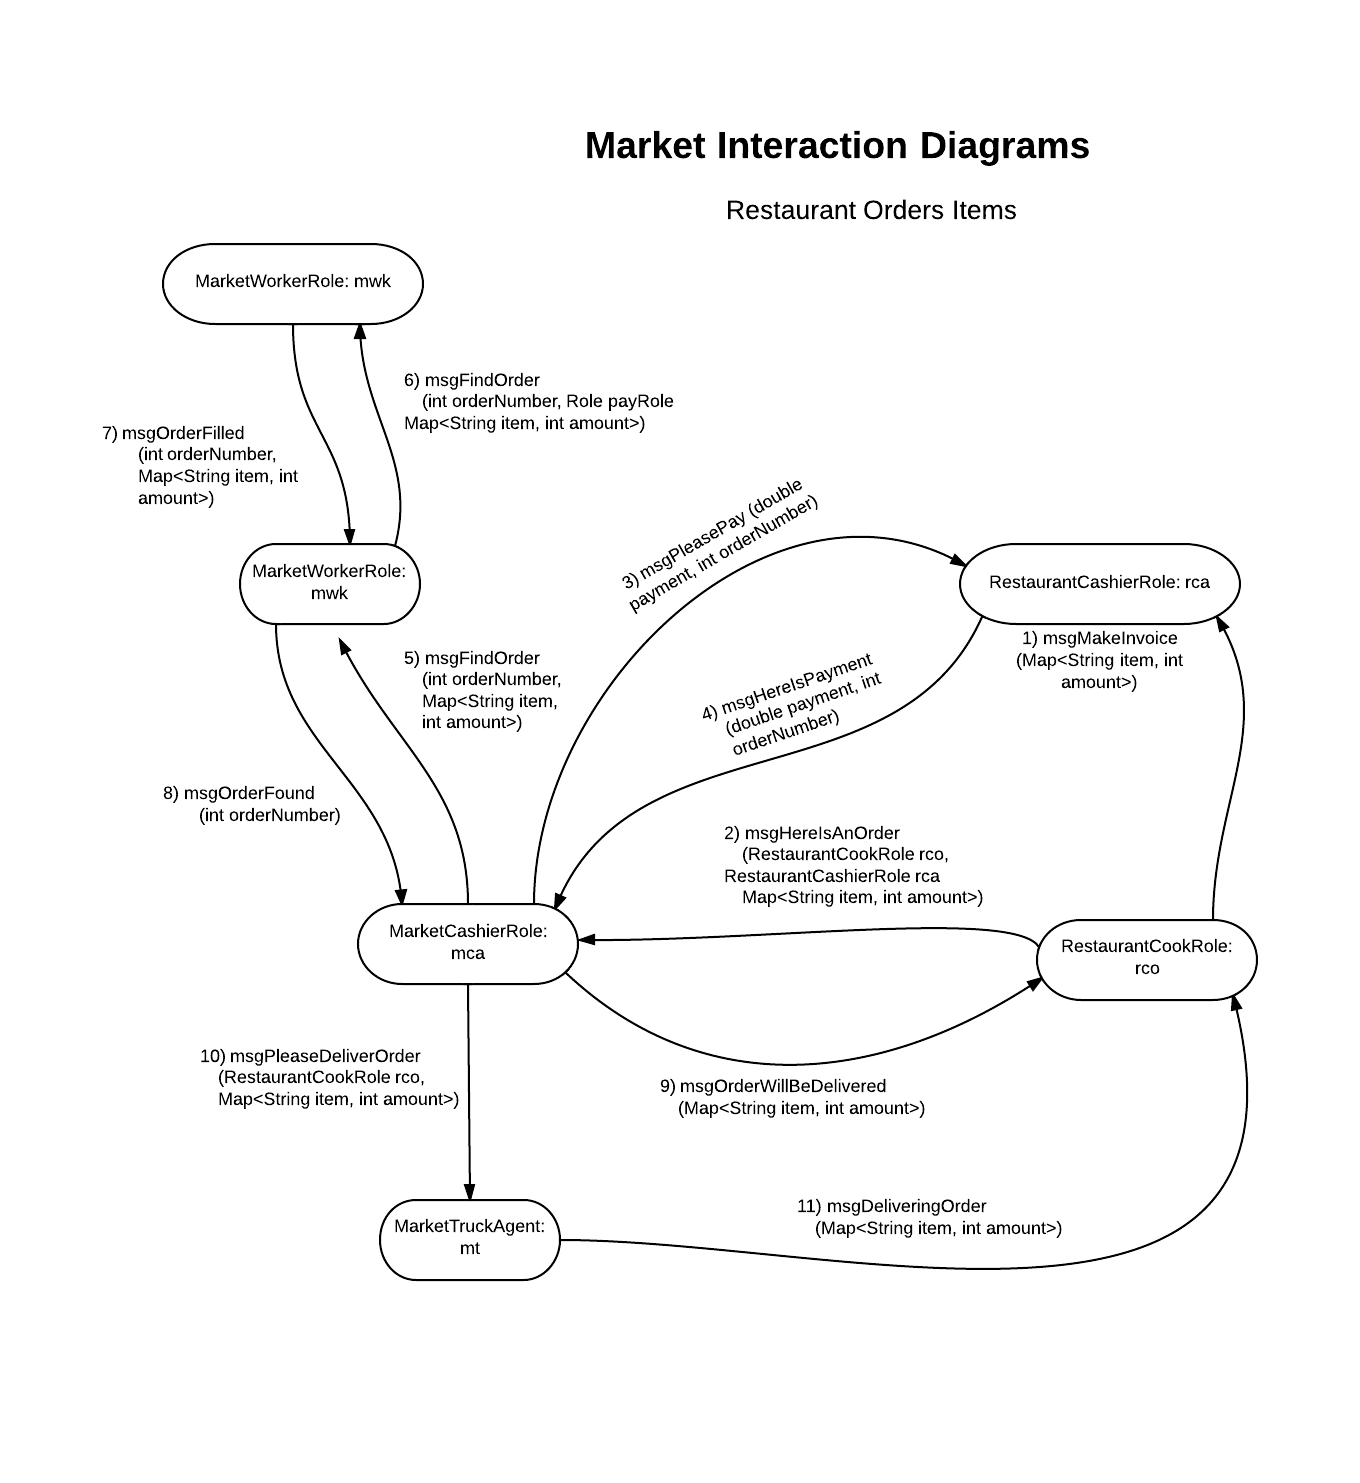 Market Interaction Diagrams
Restaurant Orders Items
MarketWorkerRole: mwk
6) msgFindOrder
(int orderNumber, Role payRole
Map<String item, int amount>)
7) msgOrderFilled
(int orderNumber,
Map<String item, int
amount>)
3) msgPleasePay (double
payment, int orderNumber)
MarketWorkerRole:
mwk
RestaurantCashierRole: rca
1) msgMakeInvoice
(Map<String item, int
amount>)
5) msgFindOrder
(int orderNumber,
Map<String item,
int amount>)
4) msgHereIsPayment
(double payment, int
orderNumber)
8) msgOrderFound
(int orderNumber)
2) msgHereIsAnOrder
(RestaurantCookRole rco,
RestaurantCashierRole rca
Map<String item, int amount>)
MarketCashierRole:
mca
RestaurantCookRole:
rco
10) msgPleaseDeliverOrder
(RestaurantCookRole rco,
Map<String item, int amount>)
9) msgOrderWillBeDelivered
(Map<String item, int amount>)
MarketTruckAgent:
mt
11) msgDeliveringOrder
(Map<String item, int amount>)